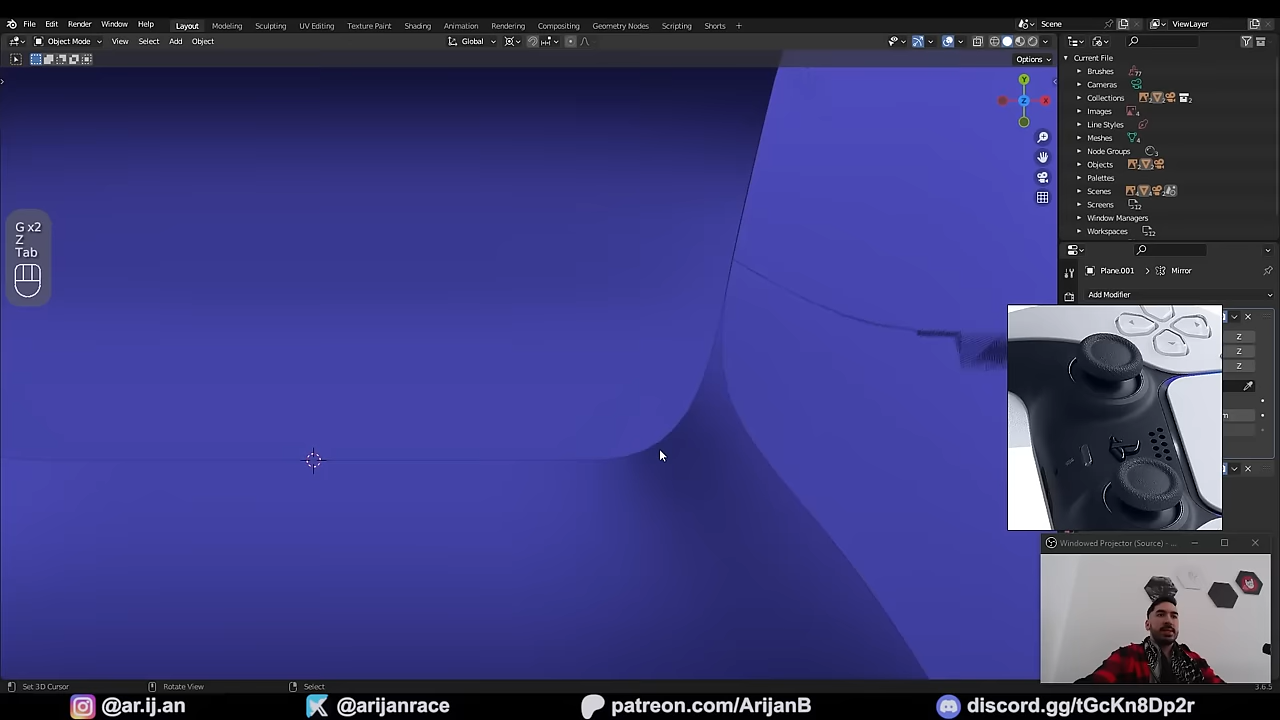 File Edit Render Window Help Layout Modeling Sculpting UV Editing Texture Paint Shading Animation Rendering Compositing Geometry Nodes Scripting Shorts + Scene ViewLayer
Object Mode View Select Add Object Global
Options
Current File
Brushes
Cameras
Collections
Images
Line Styles
Meshes
Node Groups
Objects
Palettes
Scenes
Screens
Window Managers
Workspaces
Y
X
Z
G x2
Z
Tab
Plane.001 > Mirror
Add Modifier
Z
Z
Z
m
Windowed Projector (Source) - ...
Set 3D Cursor Rotate View Select 3.6.5
@ar.ij.an @arijanrace patreon.com/ArijanB discord.gg/tGcKn8Dp2r